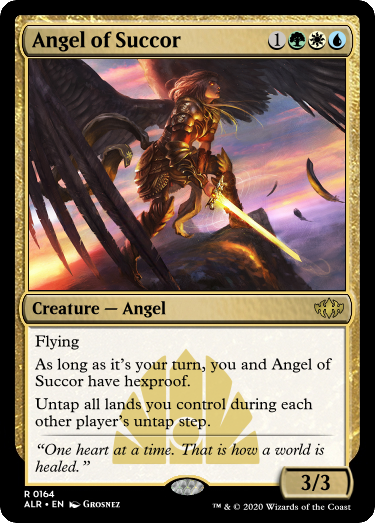 Angel of Succor 1
Creature — Angel
Flying
As long as it's your turn, you and Angel of
Succor have hexproof.
Untap all lands you control during each
other player's untap step.
"One heart at a time. That is how a world is
healed."
3/3
R 0164
ALR • EN Grosnez
™ & © 2020 Wizards of the Coast